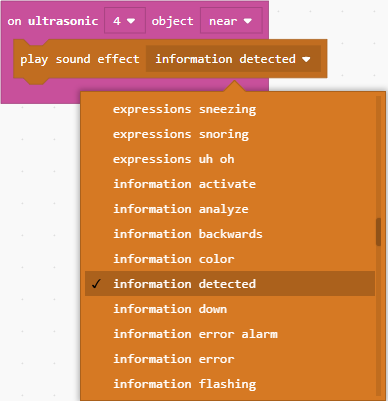 on ultrasonic 4 object near
play sound effect information detected
expressions sneezing
expressions snoring
expressions uh oh
information activate
information analyze
information backwards
information color
information detected
information down
information error alarm
information error
information flashing